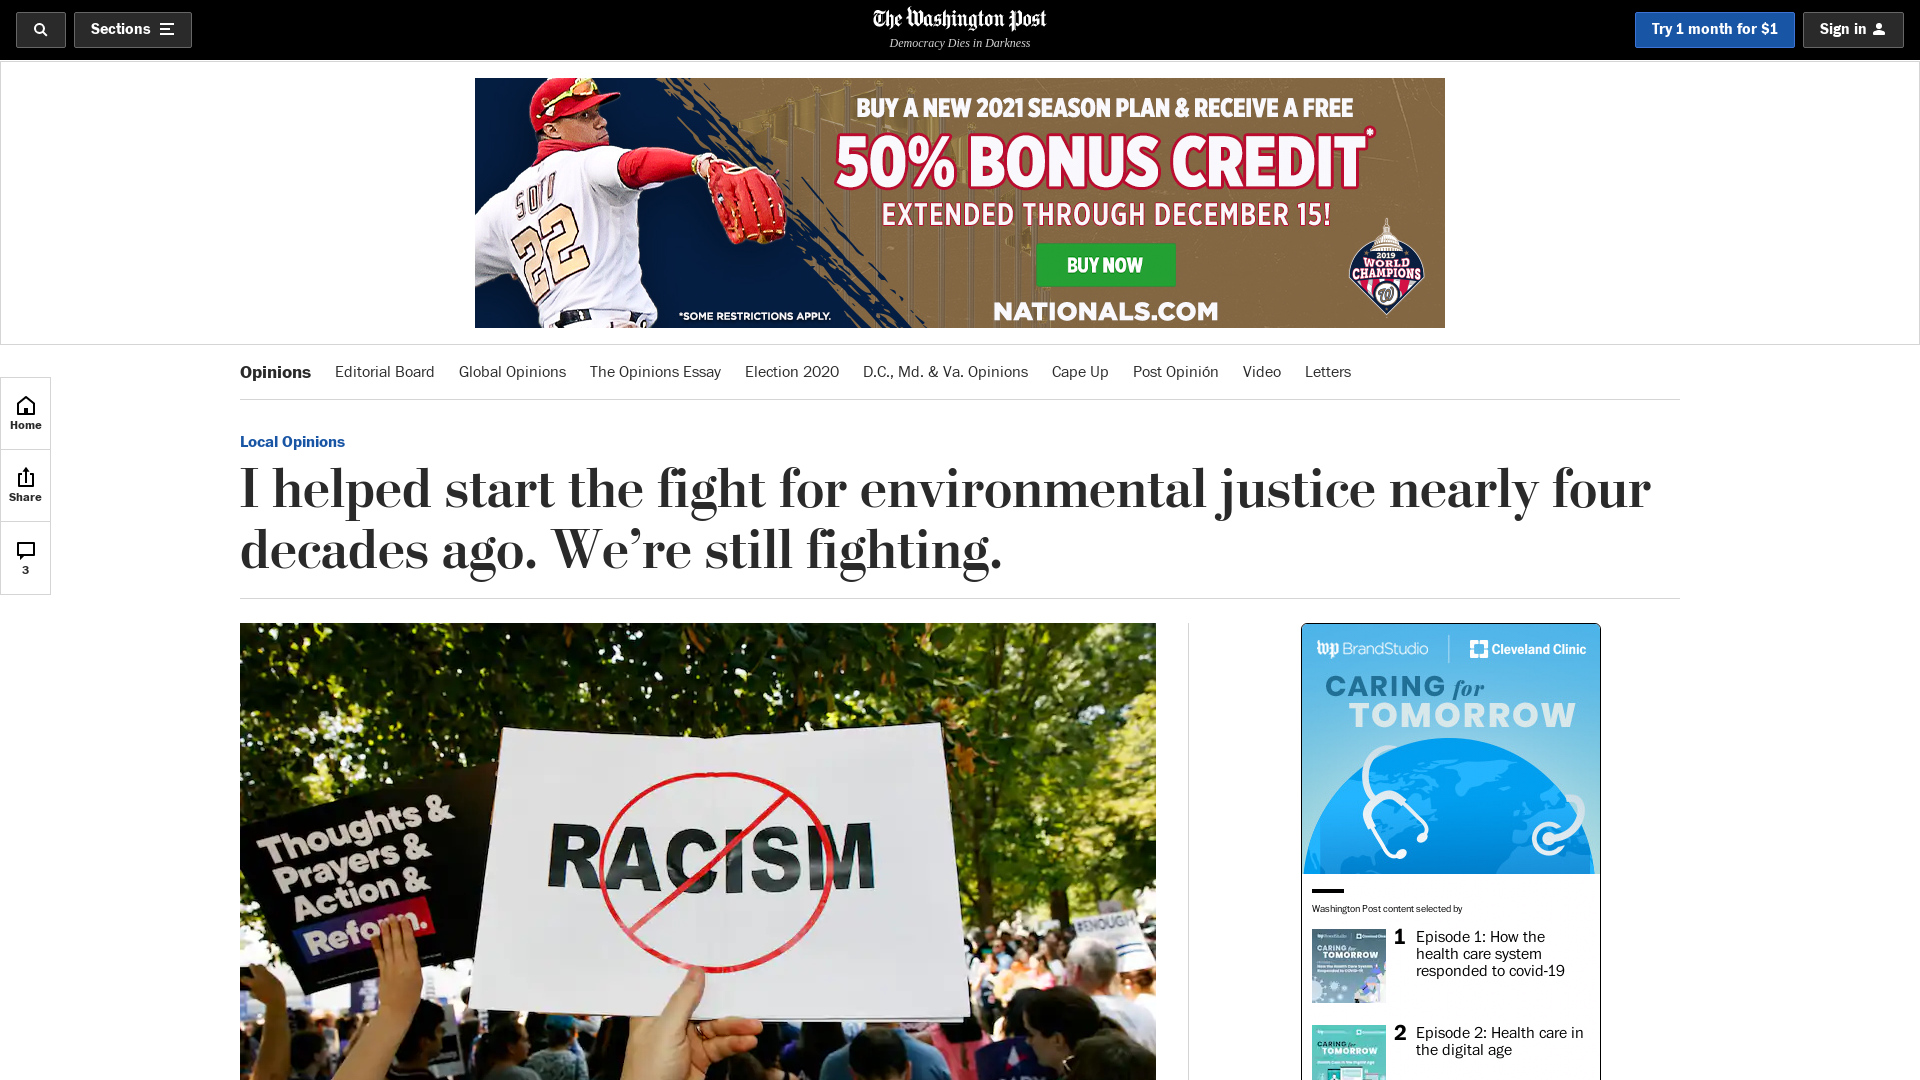 Sections
The Washington Post
Democracy Dies in Darkness
Try 1 month for $1
Sign in
BUY A NEW 2021 SEASON PLAN & RECEIVE A FREE
50% BONUS CREDIT*
EXTENDED THROUGH DECEMBER 15!
BUY NOW
NATIONALS.COM
*SOME RESTRICTIONS APPLY.
SOTO
22
2019
WORLD
CHAMPIONS
W
Opinions Editorial Board Global Opinions The Opinions Essay Election 2020 D.C., Md. & Va. Opinions Cape Up Post Opinión Video Letters
Home
Share
3
Local Opinions
I helped start the fight for environmental justice nearly four
decades ago. We’re still fighting.
Thoughts &
Prayers &
Action &
Reform.
RACISM
#ENOUGH
wp BrandStudio
Cleveland Clinic
CARING for
TOMORROW
Washington Post content selected by
CARING for
TOMORROW
1 Episode 1: How the
health care system
responded to covid-19
CARING for
TOMORROW
2 Episode 2: Health care in
the digital age